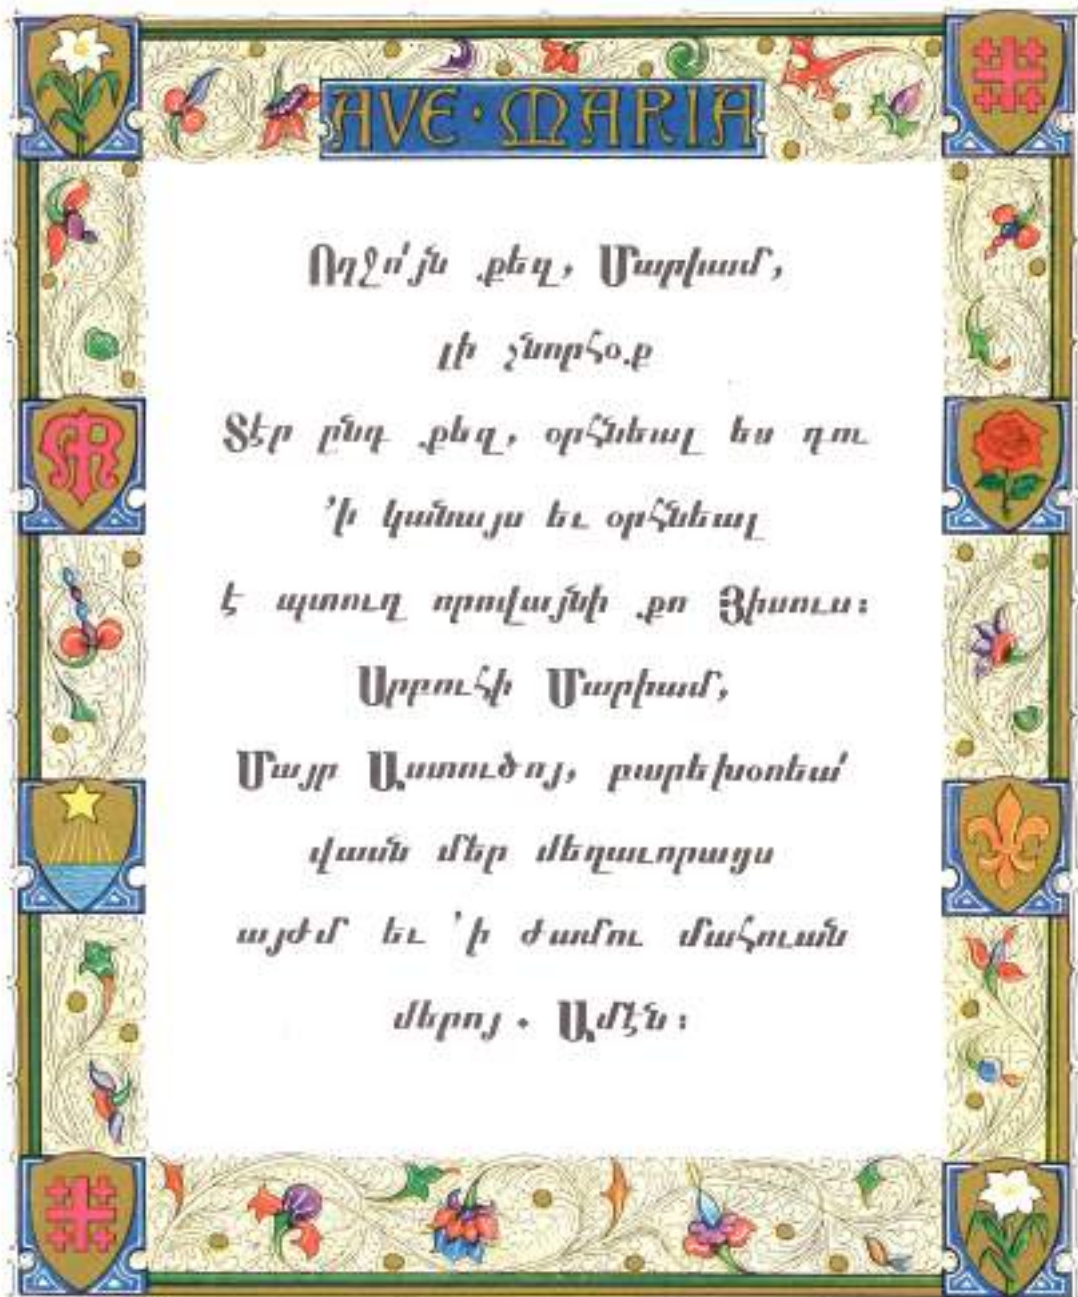 AVE · MARIA
Ողջո՛յն քեզ, Մարիամ,
լի շնորհօք
Տէր ընդ քեզ, օրհնեալ ես դու
՚ի կանայս եւ օրհնեալ
է պտուղ որովայնի քո Յիսուս։
Սրբուհի Մարիամ,
Մայր Աստուծոյ, բարեխօսեա՛
վասն մեր մեղաւորացս
այժմ եւ ՚ի ժամու մահուան
մերոյ. Ամէն։